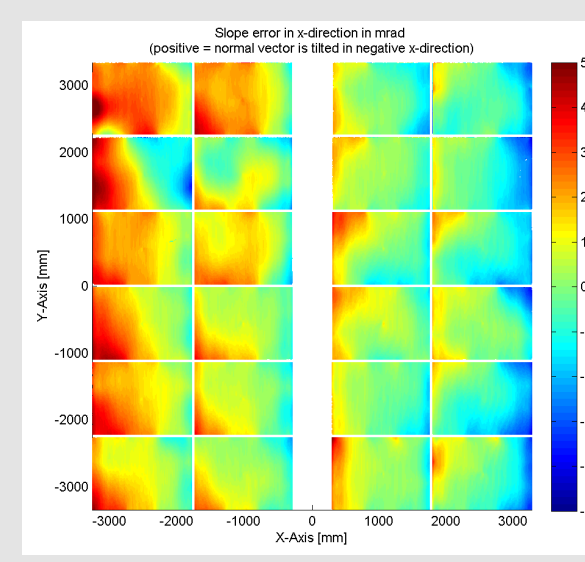 Slope error in x-direction in mrad
(positive = normal vector is tilted in negative x-direction)
3000
2000
1000
0
-1000
-2000
-3000
Y-Axis [mm]
-3000 -2000 -1000 0 1000 2000 3000
X-Axis [mm]
5
4
3
2
1
0